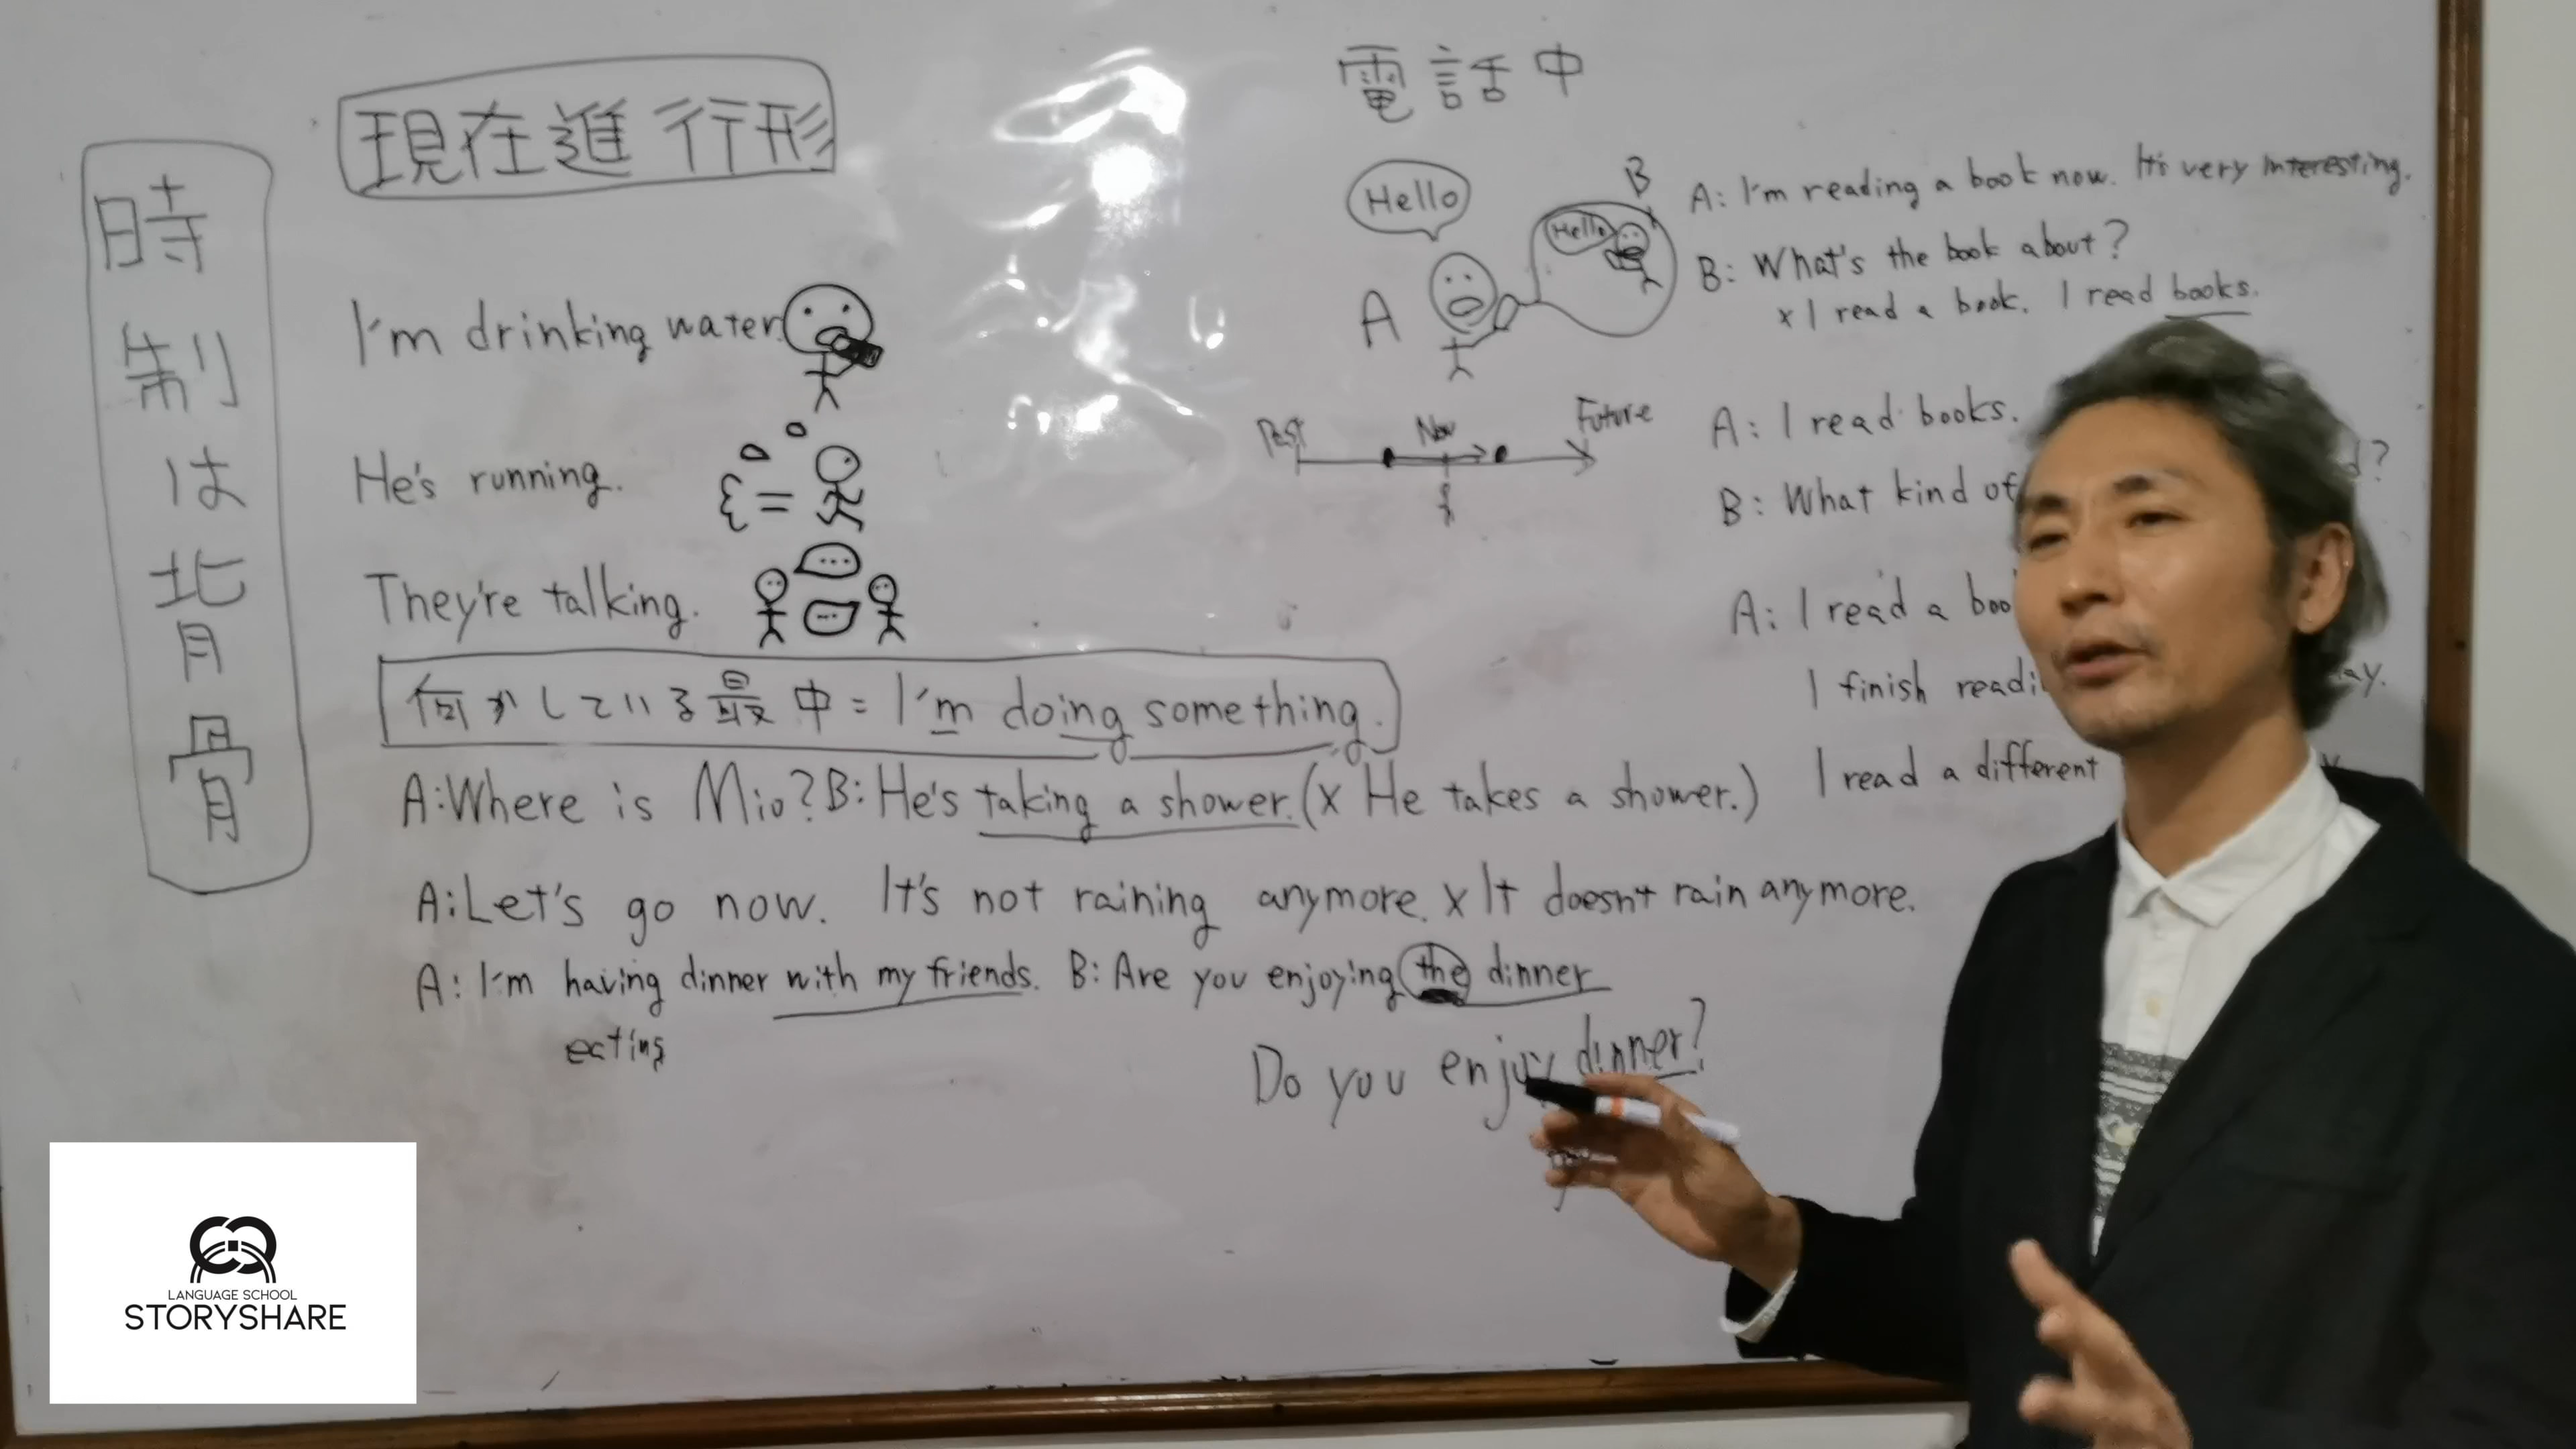 時制は背骨
現在進行形
I'm drinking water.
He's running.
They're talking.
何かしている最中 = I'm doing something.
A: Where is Mio? B: He's taking a shower. (x He takes a shower.)
A: Let's go now. It's not raining anymore. x It doesn't rain anymore.
A: I'm having dinner with my friends. B: Are you enjoying the dinner
eating
Do you enjoy dinner?
電話中
Hello
Hello
A
B
Past Now Future
A: I'm reading a book now. It's very interesting.
B: What's the book about?
x I read a book. I read books.
A: I read books.
B: What kind of
A: I read a boo
I finish readi ay.
I read a different
LANGUAGE SCHOOL
STORYSHARE